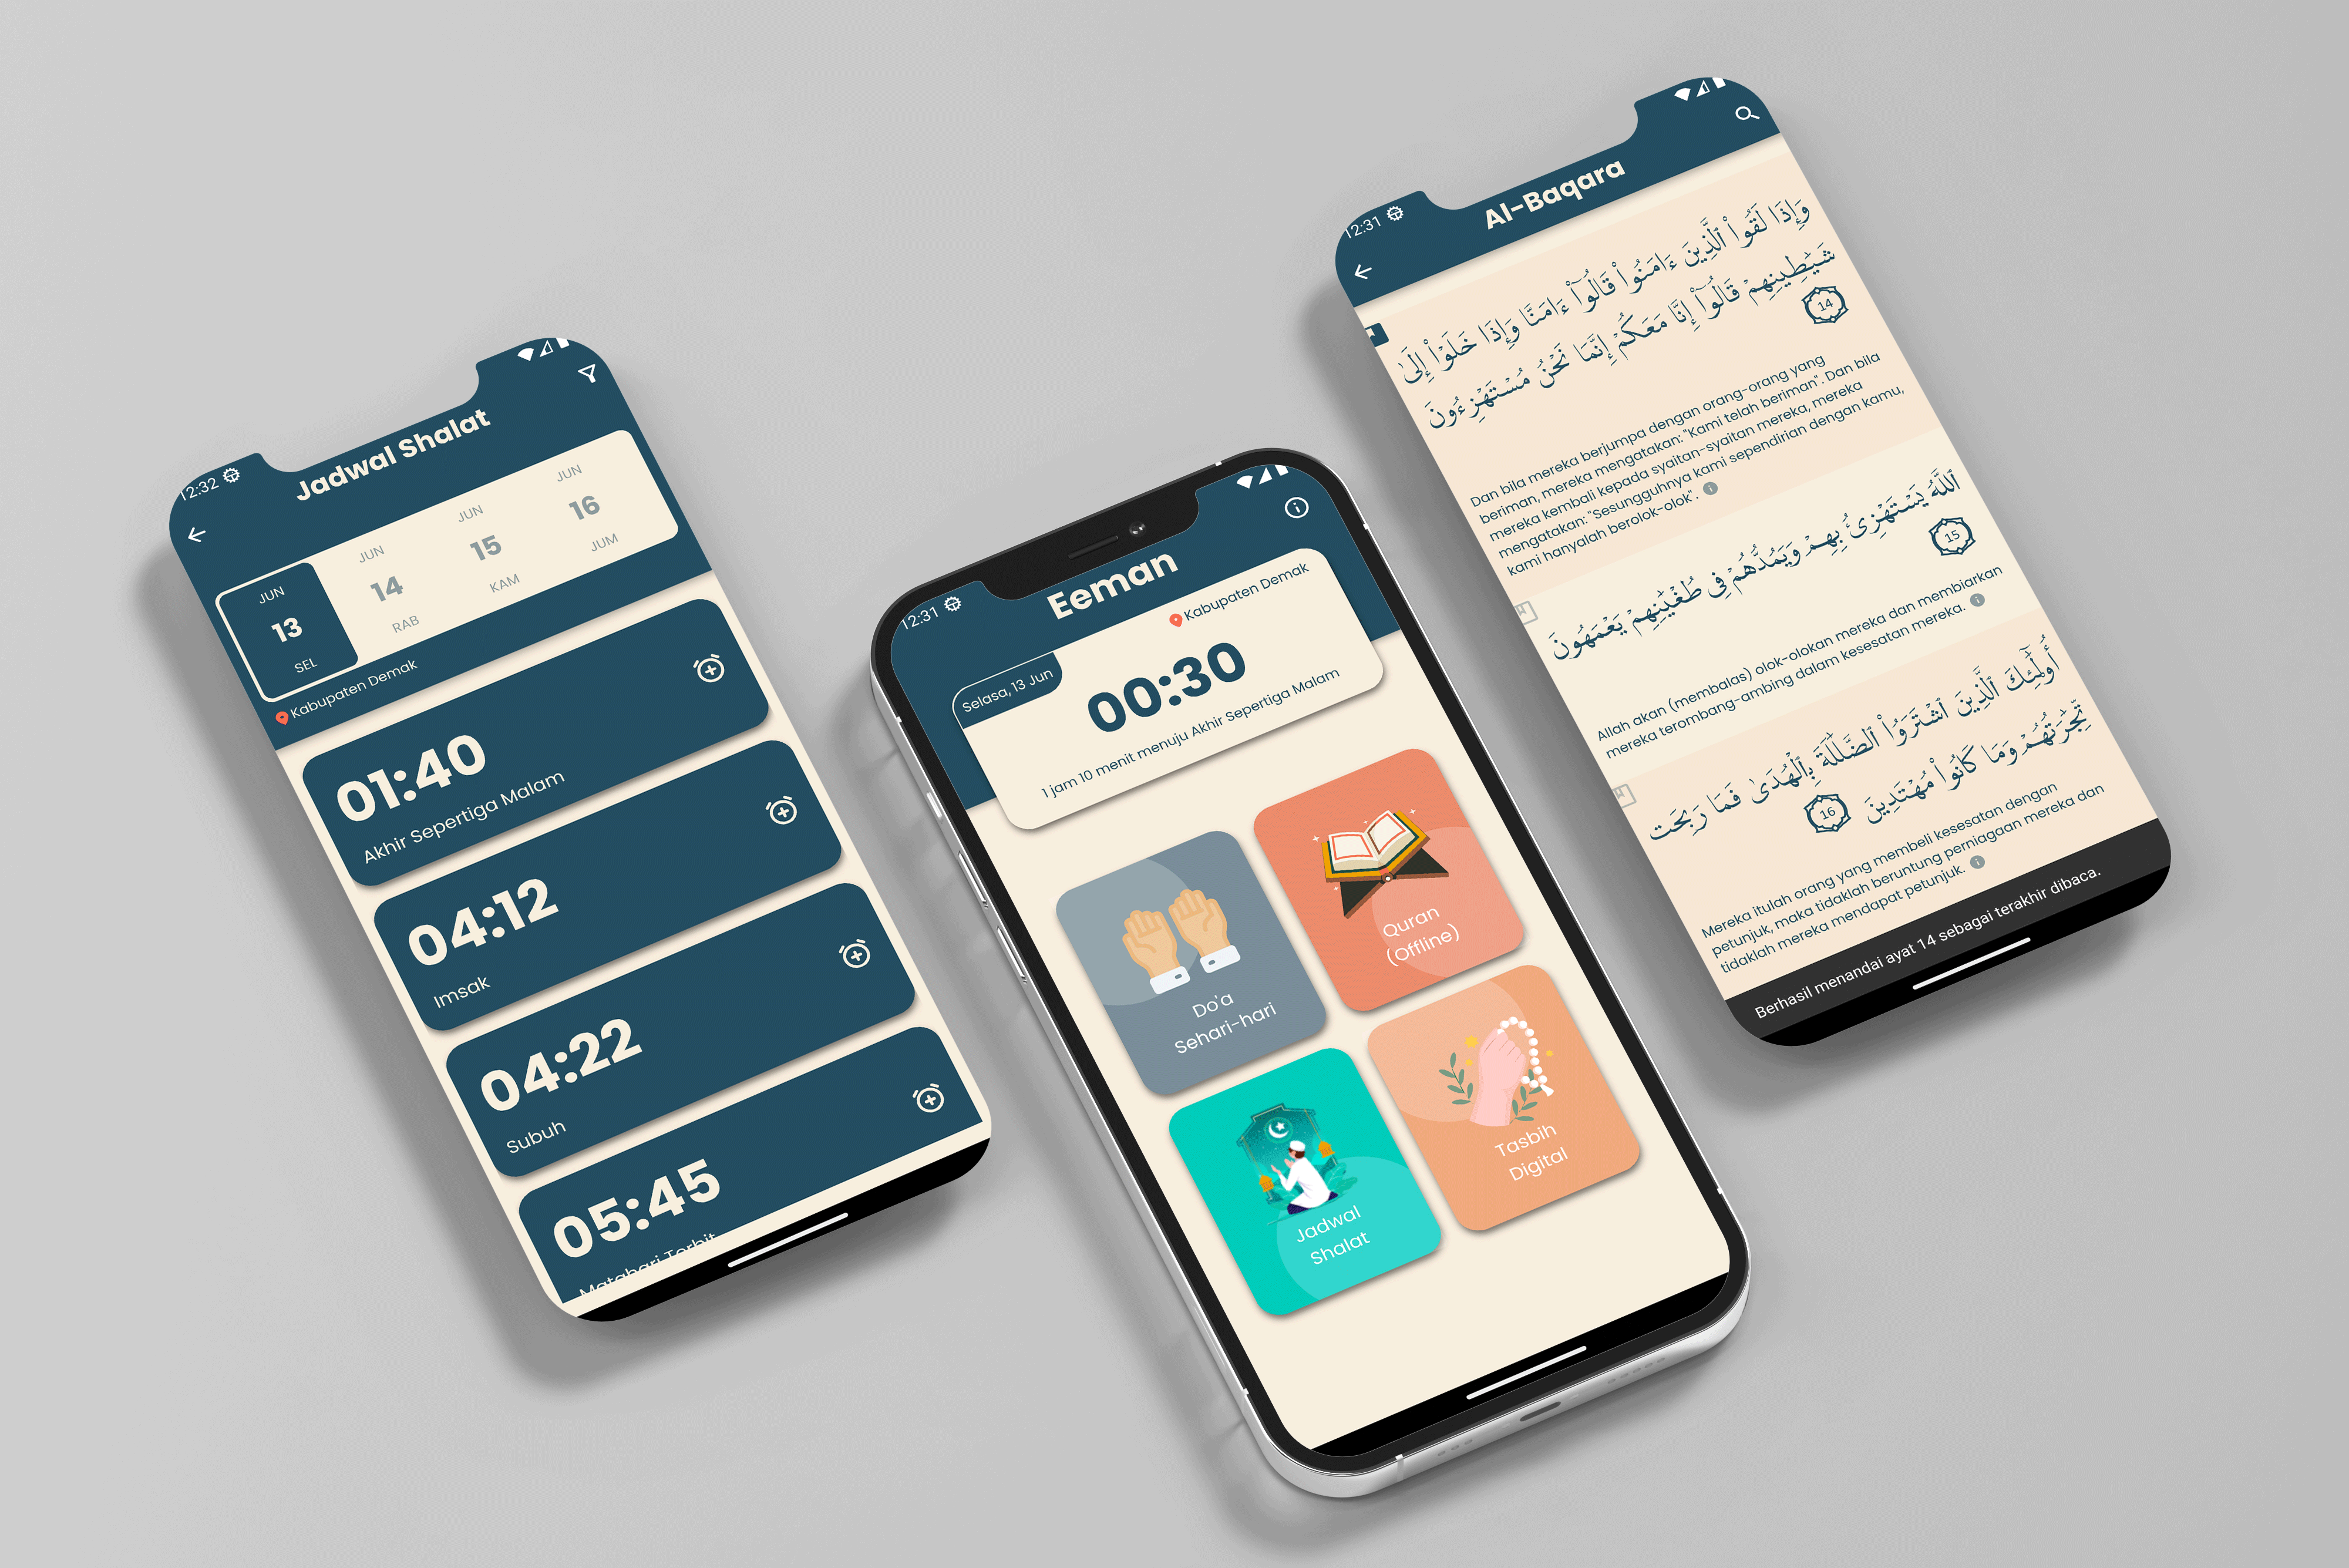 12:32
Jadwal Shalat
JUN
13
SEL
JUN
14
RAB
JUN
15
KAM
JUN
16
JUM
Kabupaten Demak
01:40
Akhir Sepertiga Malam
04:12
Imsak
04:22
Subuh
05:45
Matahari Terbit
12:31
Eeman
Selasa, 13 Jun
Kabupaten Demak
00:30
1 jam 10 menit menuju Akhir Sepertiga Malam
Do'a
Sehari-hari
Quran
(Offline)
Jadwal
Shalat
Tasbih
Digital
12:31
Al-Baqara
وَإِذَا لَقُوا۟ ٱلَّذِينَ ءَامَنُوا۟ قَالُوٓا۟ ءَامَنَّا وَإِذَا خَلَوْا۟ إِلَىٰ
شَيَٰطِينِهِمْ قَالُوٓا۟ إِنَّا مَعَكُمْ إِنَّمَا نَحْنُ مُسْتَهْزِءُونَ
14
Dan bila mereka berjumpa dengan orang-orang yang
beriman, mereka mengatakan: "Kami telah beriman". Dan bila
mereka kembali kepada syaitan-syaitan mereka, mereka
mengatakan: "Sesungguhnya kami sependirian dengan kamu,
kami hanyalah berolok-olok".
ٱللَّهُ يَسْتَهْزِئُ بِهِمْ وَيَمُدُّهُمْ فِى طُغْيَٰنِهِمْ يَعْمَهُونَ
15
Allah akan (membalas) olok-olokan mereka dan membiarkan
mereka terombang-ambing dalam kesesatan mereka.
أُو۟لَٰٓئِكَ ٱلَّذِينَ ٱشْتَرَوُا۟ ٱلضَّلَٰلَةَ بِٱلْهُدَىٰ فَمَا رَبِحَت
تِّجَٰرَتُهُمْ وَمَا كَانُوا۟ مُهْتَدِينَ
16
Mereka itulah orang yang membeli kesesatan dengan
petunjuk, maka tidaklah beruntung perniagaan mereka dan
tidaklah mereka mendapat petunjuk.
Berhasil menandai ayat 14 sebagai terakhir dibaca.